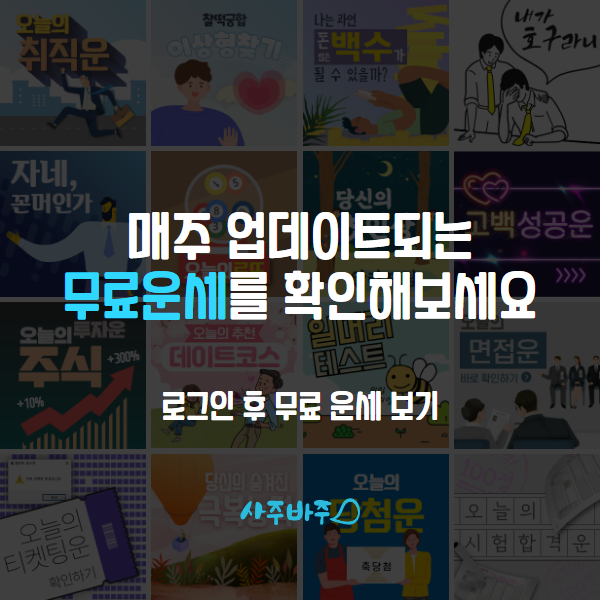 오늘의
취직운
찰떡궁합
이상형찾기
나는 과연
돈많은 백수가
될 수 있을까?
내가
호구라니
자네,
꼰머인가
당신의
고백성공운
매주 업데이트되는
무료운세를 확인해보세요
오늘의투자운
주식
+300%
+10%
오늘의 추천
데이트코스
일머리
테스트
오늘의
면접운
바로 확인하기
로그인 후 무료 운세 보기
오늘의
티켓팅운
확인하기
당신의 숨겨진
오늘의
당첨운
축당첨
사주바주
100%
오늘의
시험합격운